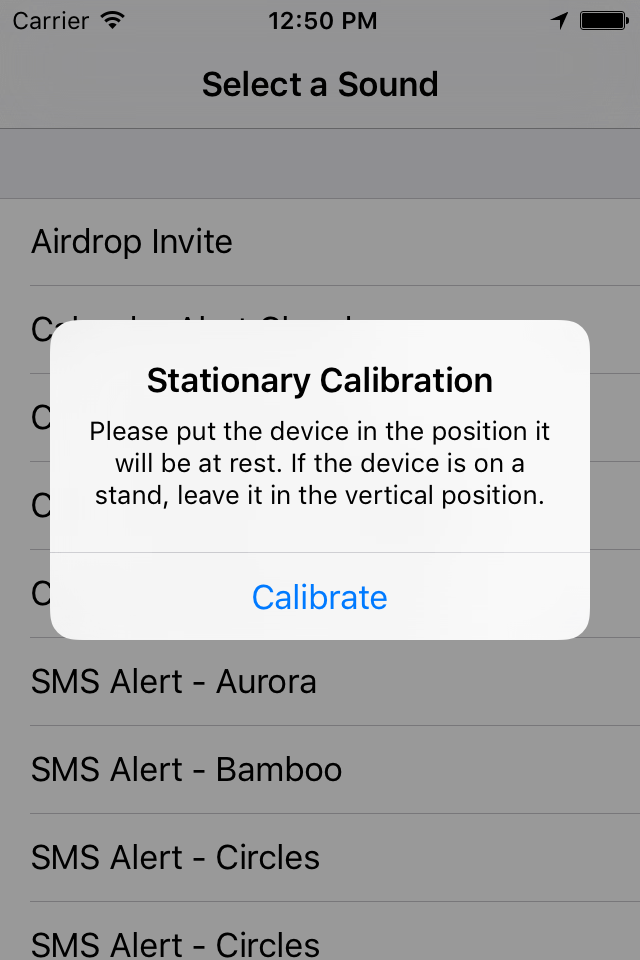 Carrier 12:50 PM
Select a Sound
Airdrop Invite
Stationary Calibration
Please put the device in the position it
will be at rest. If the device is on a
stand, leave it in the vertical position.
Calibrate
SMS Alert - Aurora
SMS Alert - Bamboo
SMS Alert - Circles
SMS Alert - Circles